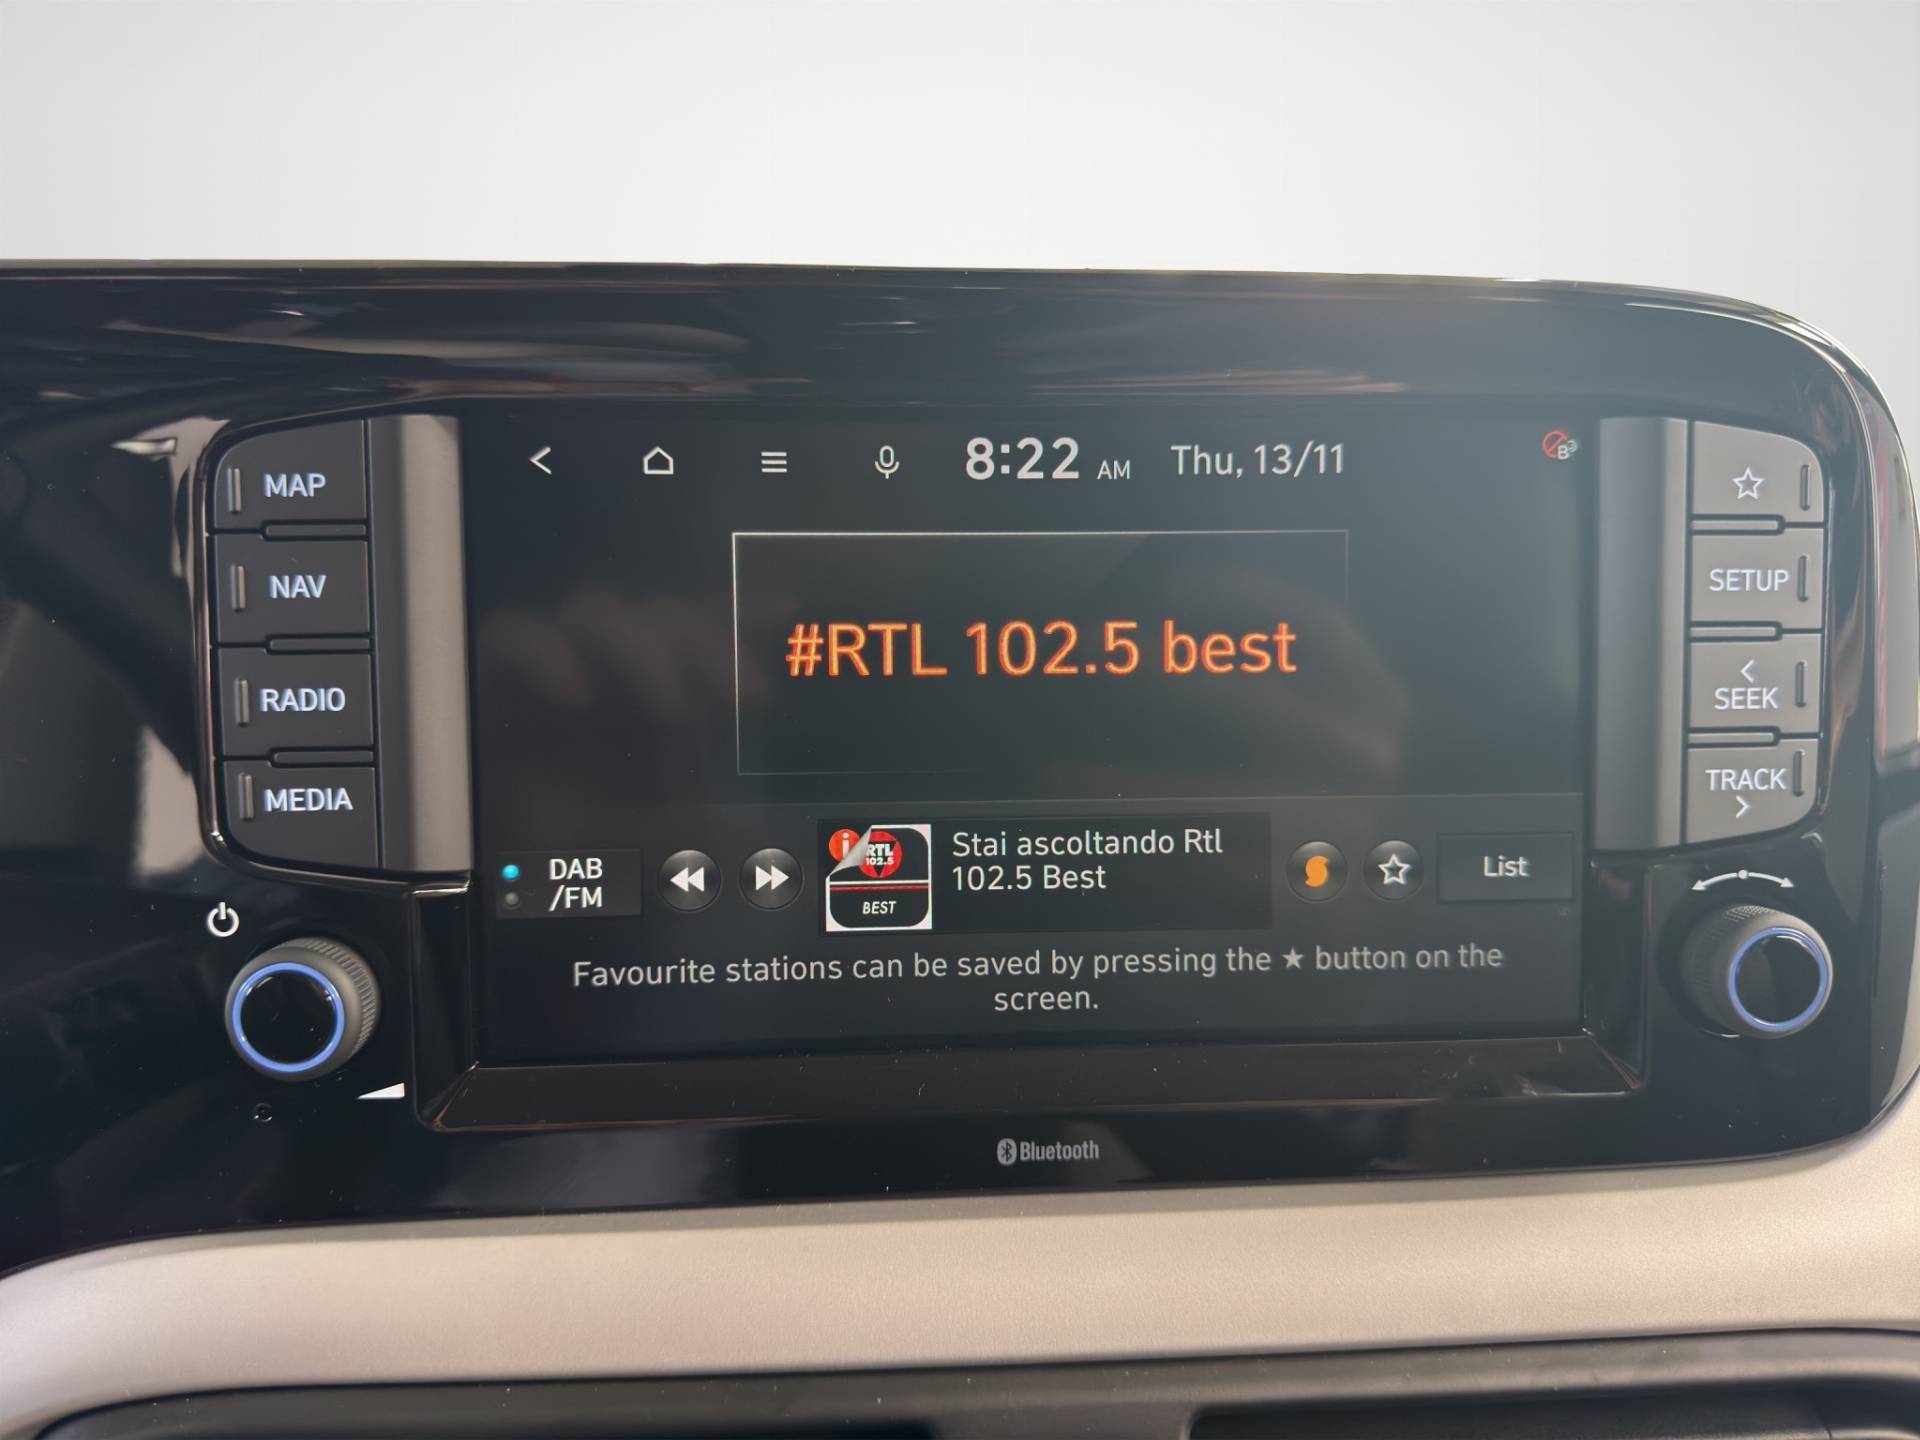 8:22 AM Thu, 13/11
MAP
NAV
RADIO
MEDIA
#RTL 102.5 best
DAB
/FM
i
RTL
102.5
BEST
Stai ascoltando Rtl
102.5 Best
List
Favourite stations can be saved by pressing the ★ button on the
screen.
SETUP
<
SEEK
TRACK
>
Bluetooth